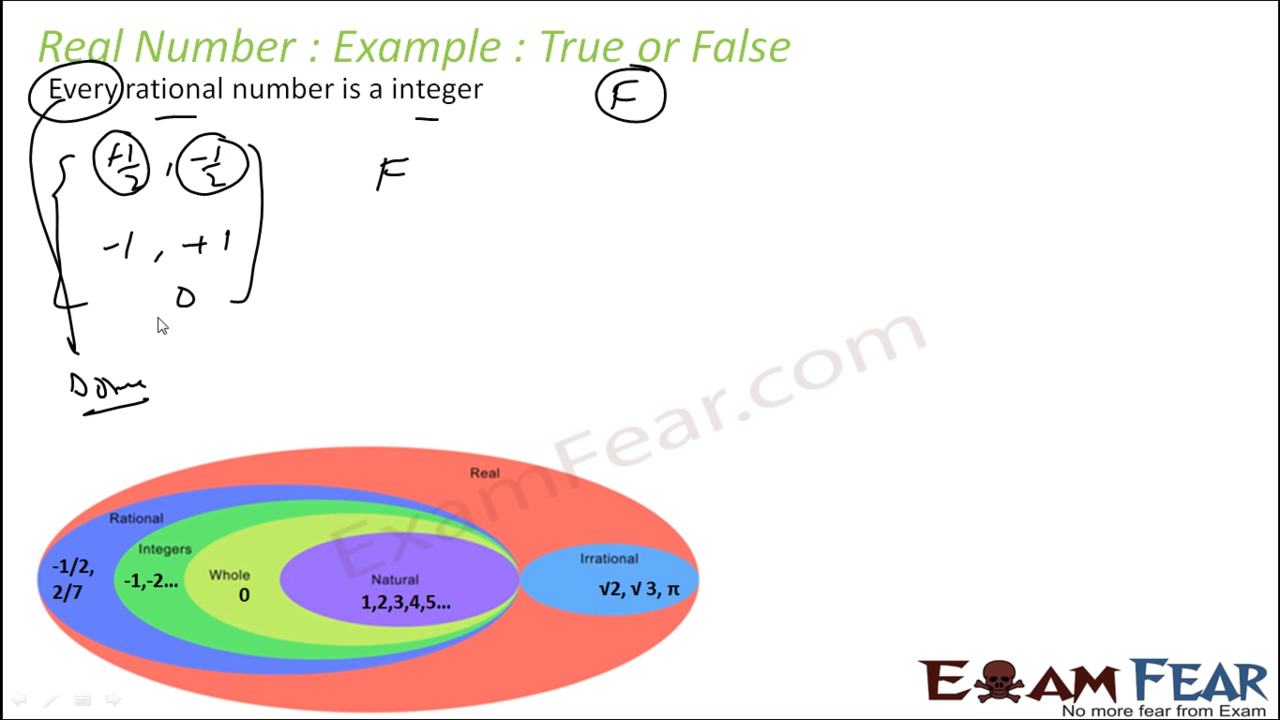 Real Number : Example : True or False
Every rational number is a integer
F
+1/2 , -1/2
F
-1 , +1
0
ExamFear.com
Real
Rational
Integers
Whole
Natural
Irrational
-1/2,
2/7
-1,-2...
0
1,2,3,4,5...
√2, √ 3, π
EXAM FEAR
No more fear from Exam